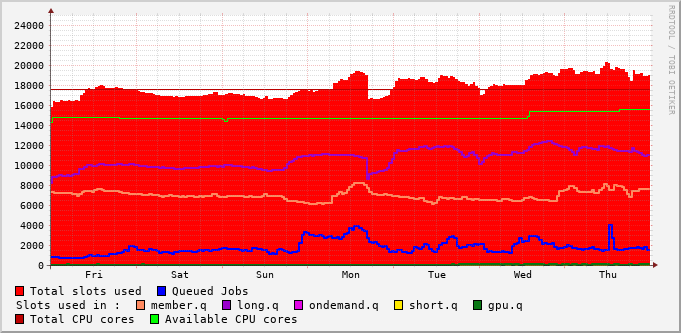 24000
22000
20000
18000
16000
14000
12000
10000
8000
6000
4000
2000
0
Fri Sat Sun Mon Tue Wed Thu
Total slots used Queued Jobs
Slots used in : member.q long.q ondemand.q short.q gpu.q
Total CPU cores Available CPU cores
RRDTOOL / TOBI OETIKER